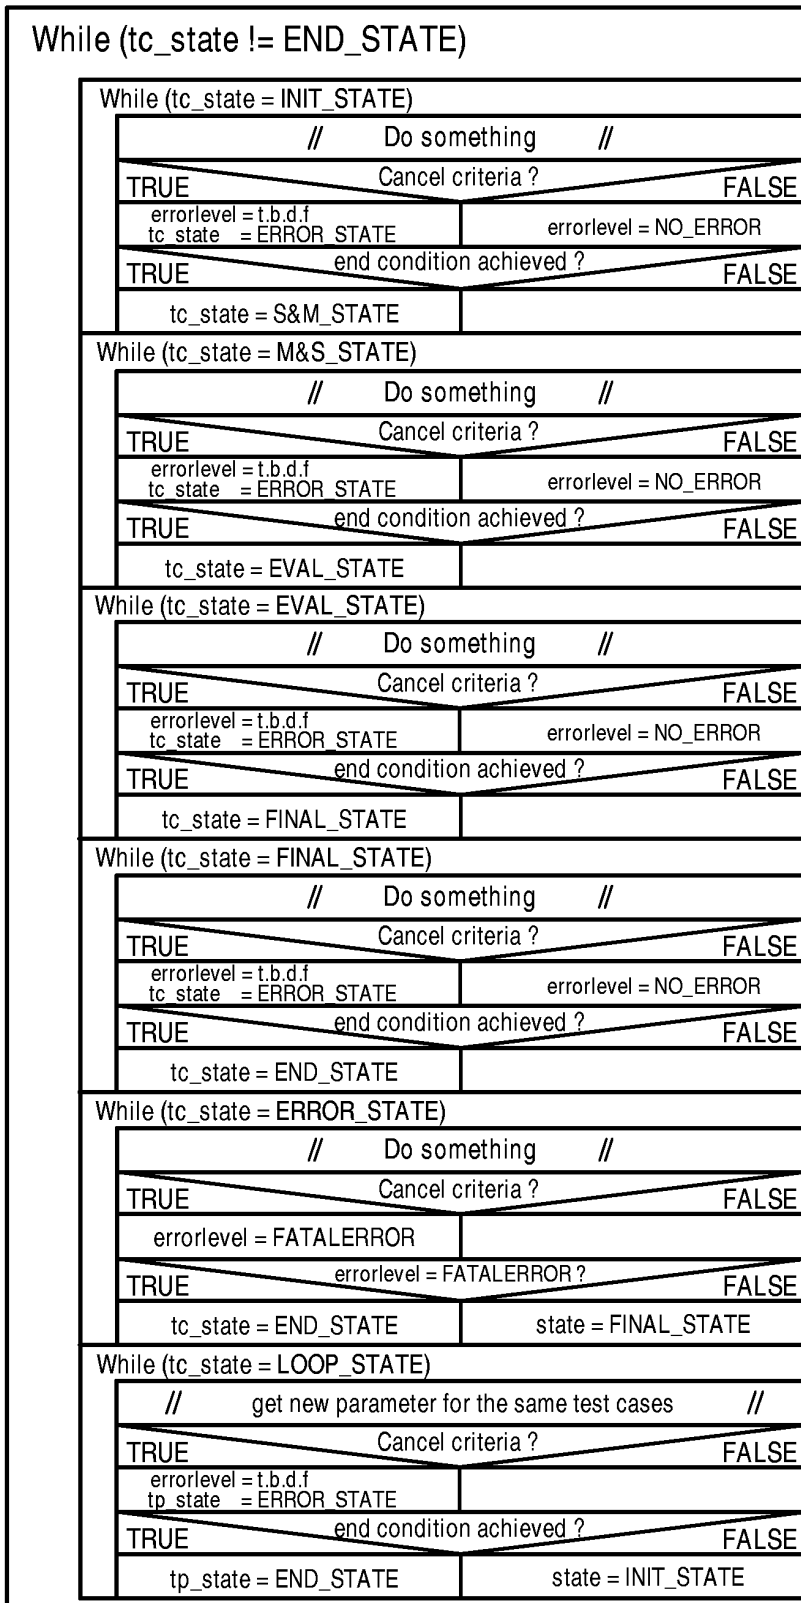 While (tc_state != END_STATE)
While (tc_state = INIT_STATE)
// Do something //
Cancel criteria ?
TRUE FALSE
errorlevel = t.b.d.f
tc_state = ERROR_STATE
errorlevel = NO_ERROR
end condition achieved ?
TRUE FALSE
tc_state = S&M_STATE
While (tc_state = M&S_STATE)
// Do something //
Cancel criteria ?
TRUE FALSE
errorlevel = t.b.d.f
tc_state = ERROR_STATE
errorlevel = NO_ERROR
end condition achieved ?
TRUE FALSE
tc_state = EVAL_STATE
While (tc_state = EVAL_STATE)
// Do something //
Cancel criteria ?
TRUE FALSE
errorlevel = t.b.d.f
tc_state = ERROR_STATE
errorlevel = NO_ERROR
end condition achieved ?
TRUE FALSE
tc_state = FINAL_STATE
While (tc_state = FINAL_STATE)
// Do something //
Cancel criteria ?
TRUE FALSE
errorlevel = t.b.d.f
tc_state = ERROR_STATE
errorlevel = NO_ERROR
end condition achieved ?
TRUE FALSE
tc_state = END_STATE
While (tc_state = ERROR_STATE)
// Do something //
Cancel criteria ?
TRUE FALSE
errorlevel = FATALERROR
errorlevel = FATALERROR ?
TRUE FALSE
tc_state = END_STATE
state = FINAL_STATE
While (tc_state = LOOP_STATE)
// get new parameter for the same test cases //
Cancel criteria ?
TRUE FALSE
errorlevel = t.b.d.f
tp_state = ERROR_STATE
end condition achieved ?
TRUE FALSE
tp_state = END_STATE
state = INIT_STATE